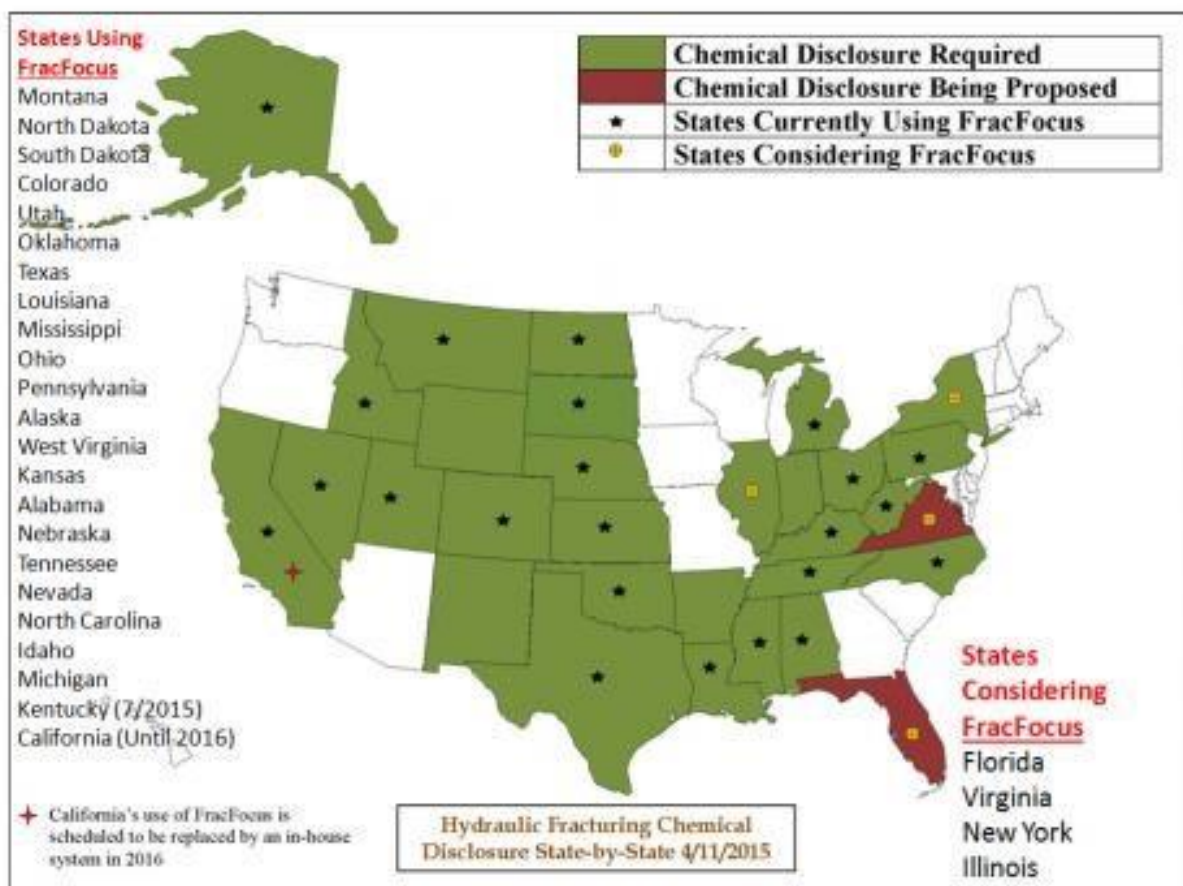 States Using
FracFocus
Montana
North Dakota
South Dakota
Colorado
Utah
Oklahoma
Texas
Louisiana
Mississippi
Ohio
Pennsylvania
Alaska
West Virginia
Kansas
Alabama
Nebraska
Tennessee
Nevada
North Carolina
Idaho
Michigan
Kentucky (7/2015)
California (Until 2016)
California's use of FracFocus is
scheduled to be replaced by an in-house
system in 2016
Chemical Disclosure Required
Chemical Disclosure Being Proposed
States Currently Using FracFocus
States Considering FracFocus
Hydraulic Fracturing Chemical
Disclosure State-by-State 4/11/2015
States
Considering
FracFocus
Florida
Virginia
New York
Illinois